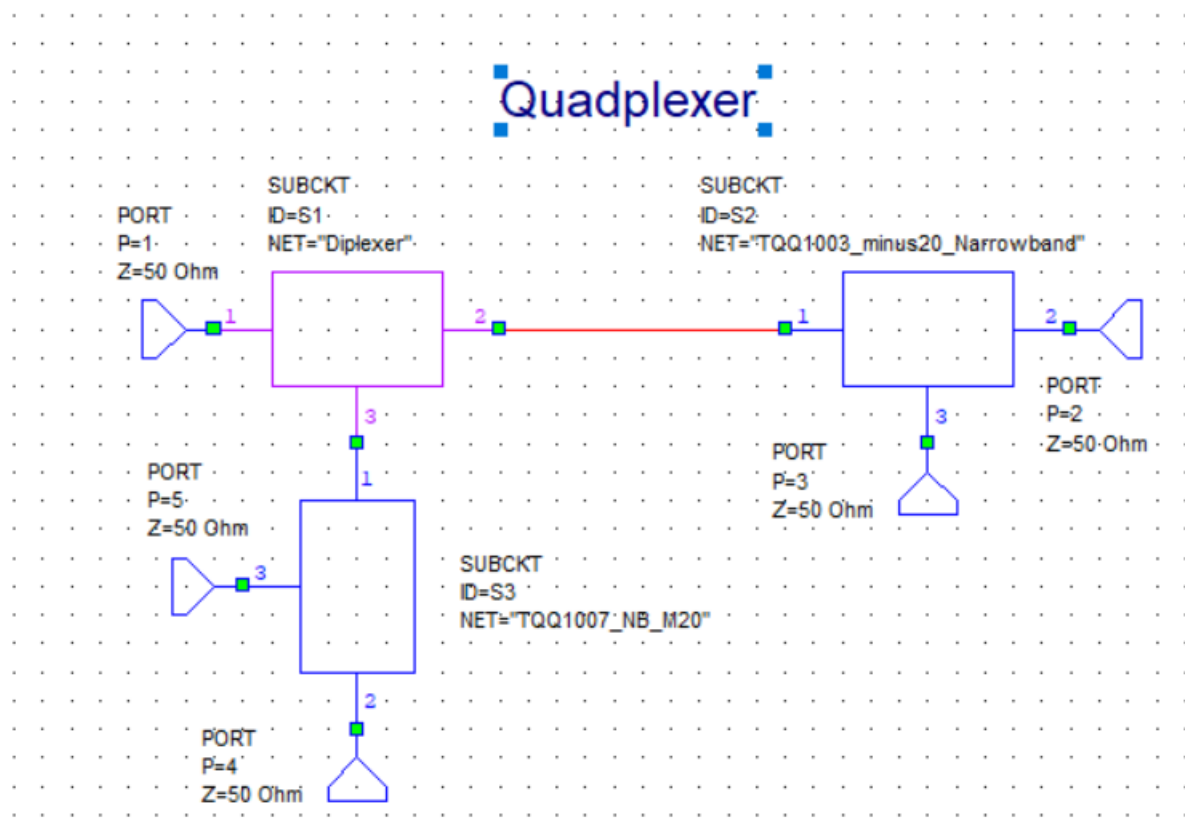 Quadplexer
SUBCKT
ID=S1
NET="Diplexer"
SUBCKT
ID=S2
NET="TQQ1003_minus20_Narrowband"
PORT
P=1
Z=50 Ohm
1
2
3
1
2
3
PORT
P=2
Z=50 Ohm
PORT
P=3
Z=50 Ohm
PORT
P=5
Z=50 Ohm
1
3
2
SUBCKT
ID=S3
NET="TQQ1007_NB_M20"
PORT
P=4
Z=50 Ohm